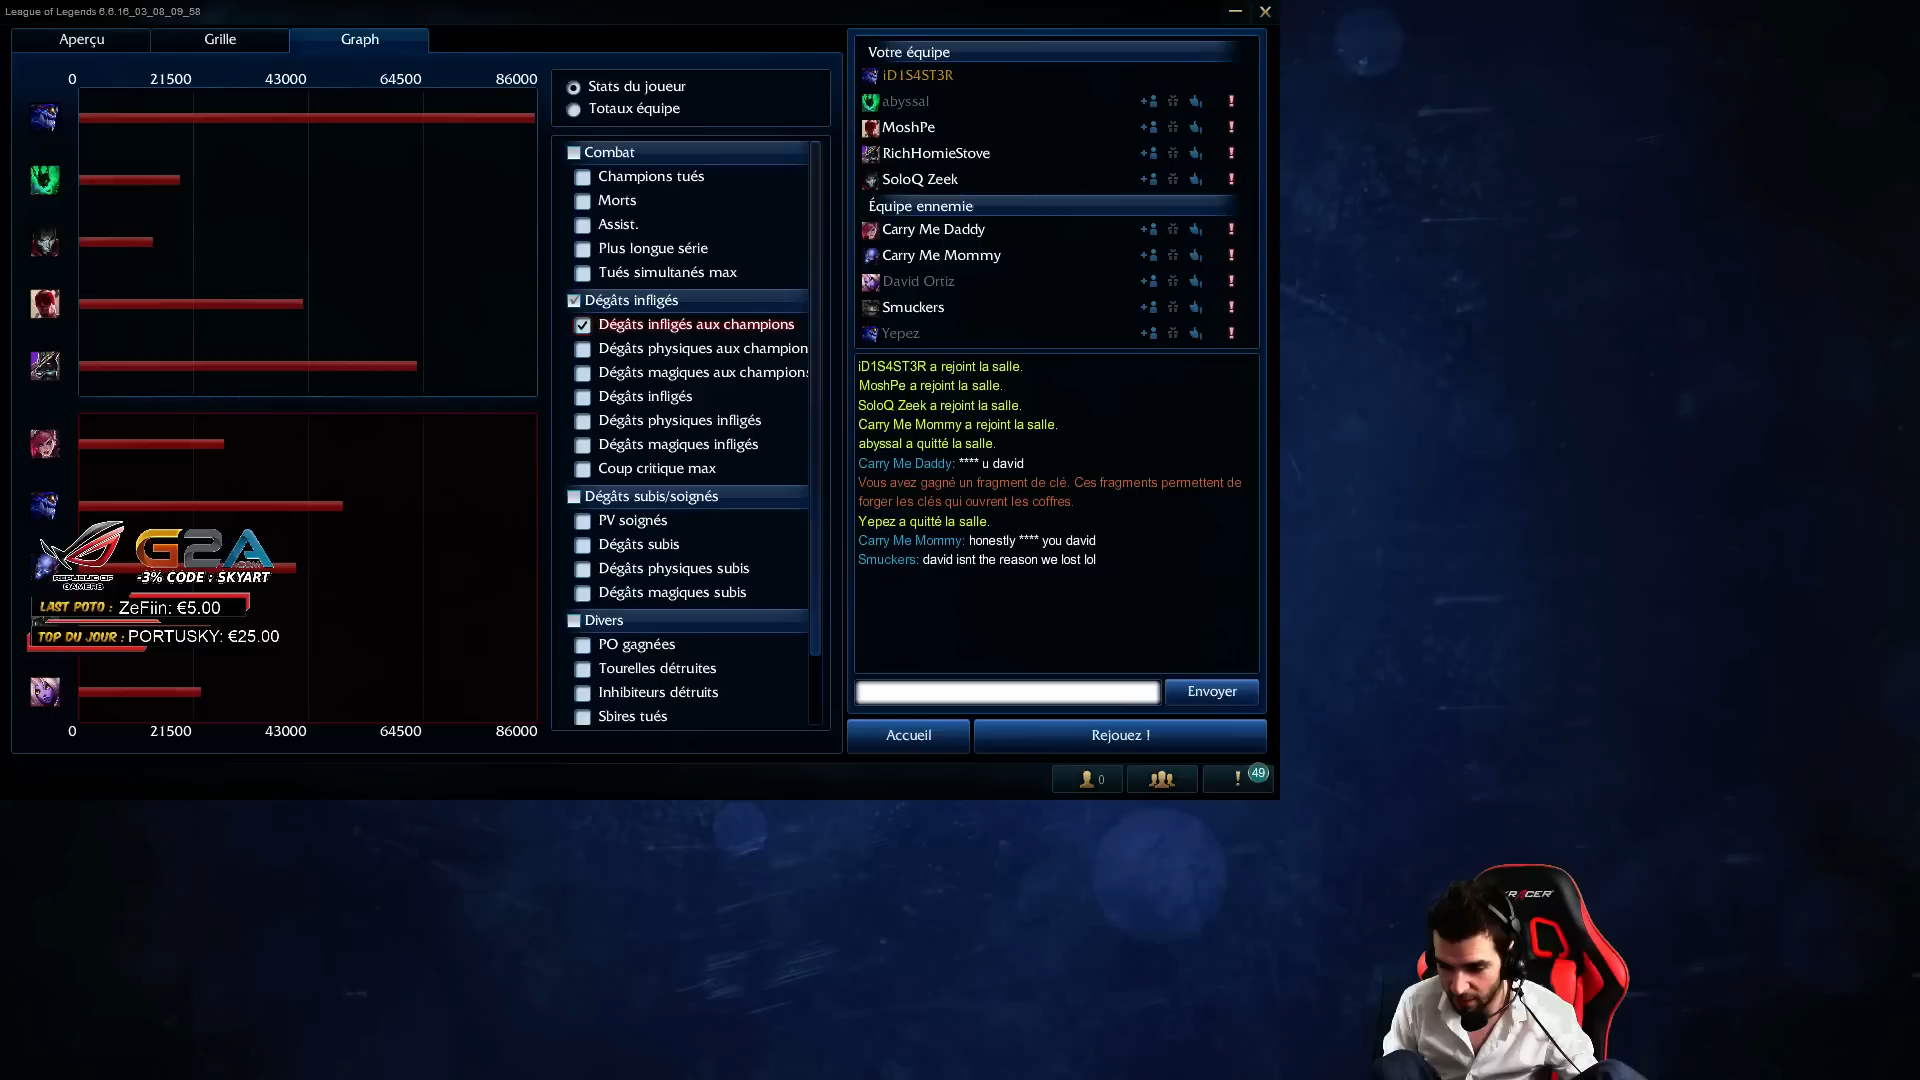 League of Legends 6.6.16_03_08_09_58
Aperçu
Grille
Graph
0 21500 43000 64500 86000
0 21500 43000 64500 86000
REPUBLIC OF
GAMERS
G2A
.COM
-3% CODE : SKYART
LAST POTO : ZeFiin: €5.00
TOP DU JOUR : PORTUSKY: €25.00
Stats du joueur
Totaux équipe
Combat
Champions tués
Morts
Assist.
Plus longue série
Tués simultanés max
Dégâts infligés
Dégâts infligés aux champions
Dégâts physiques aux champion
Dégâts magiques aux champions
Dégâts infligés
Dégâts physiques infligés
Dégâts magiques infligés
Coup critique max
Dégâts subis/soignés
PV soignés
Dégâts subis
Dégâts physiques subis
Dégâts magiques subis
Divers
PO gagnées
Tourelles détruites
Inhibiteurs détruits
Sbires tués
Votre équipe
iD1S4ST3R
abyssal
MoshPe
RichHomieStove
SoloQ Zeek
Équipe ennemie
Carry Me Daddy
Carry Me Mommy
David Ortiz
Smuckers
Yepez
iD1S4ST3R a rejoint la salle.
MoshPe a rejoint la salle.
SoloQ Zeek a rejoint la salle.
Carry Me Mommy a rejoint la salle.
abyssal a quitté la salle.
Carry Me Daddy: **** u david
Vous avez gagné un fragment de clé. Ces fragments permettent de
forger les clés qui ouvrent les coffres.
Yepez a quitté la salle.
Carry Me Mommy: honestly **** you david
Smuckers: david isnt the reason we lost lol
Envoyer
Accueil
Rejouez !
0
49